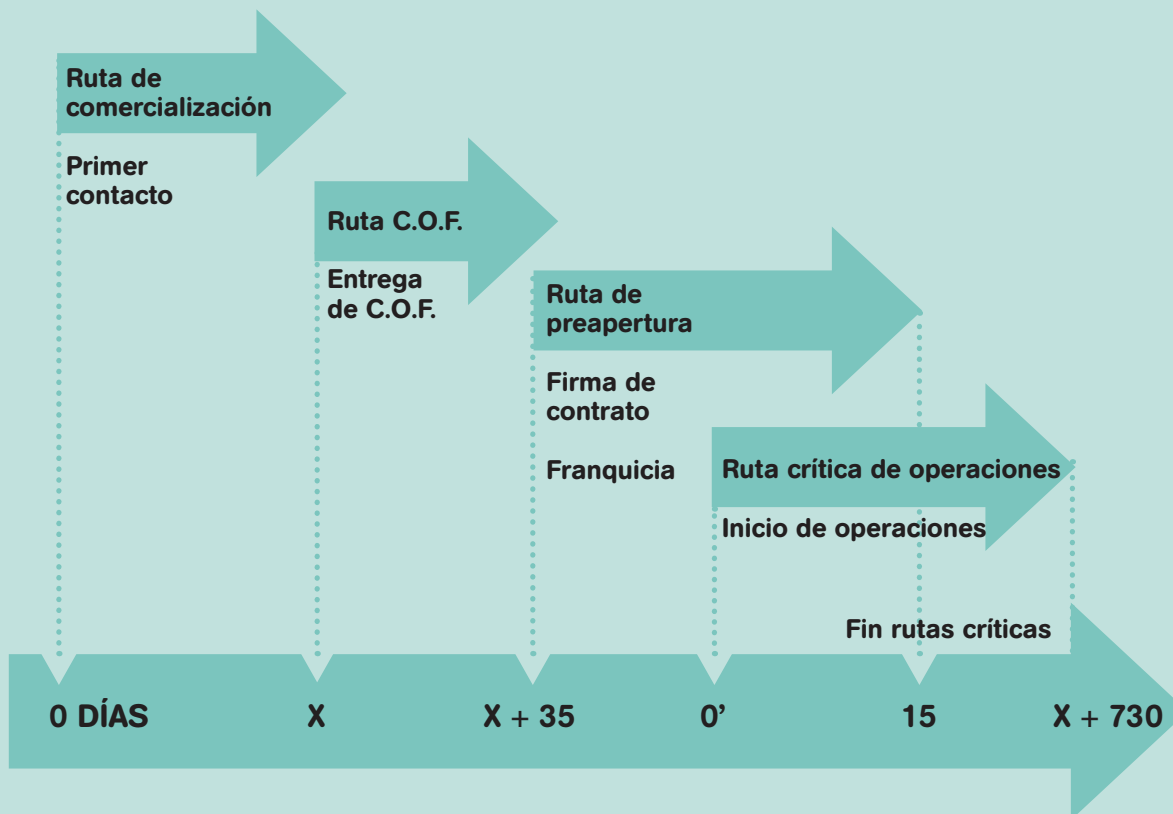 Ruta de
comercialización
Primer
contacto
Ruta C.O.F.
Entrega
de C.O.F.
Ruta de
preapertura
Firma de
contrato
Franquicia
Ruta crítica de operaciones
Inicio de operaciones
Fin rutas críticas
0 DÍAS
X
X + 35
0’
15
X + 730